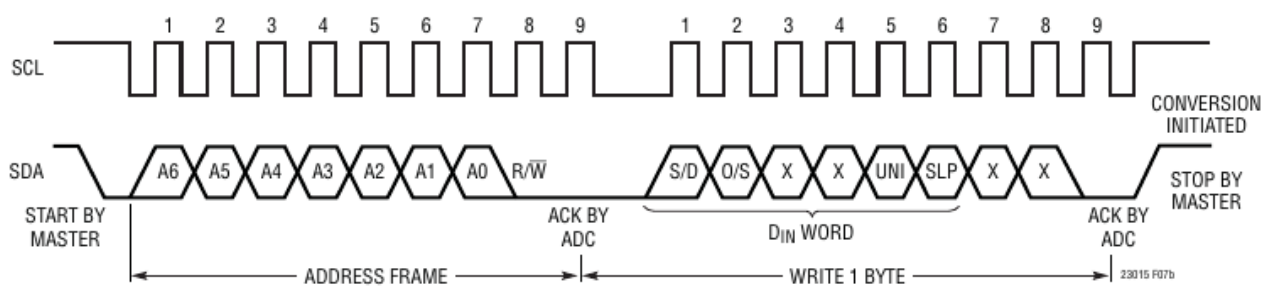 1 2 3 4 5 6 7 8 9 1 2 3 4 5 6 7 8 9
SCL
CONVERSION
INITIATED
SDA A6 A5 A4 A3 A2 A1 A0 R/W̅ S/D O/S X X UNI SLP X X
STOP BY
MASTER
START BY
MASTER
ACK BY
ADC
D_IN WORD
ACK BY
ADC
ADDRESS FRAME WRITE 1 BYTE 23015 F07b